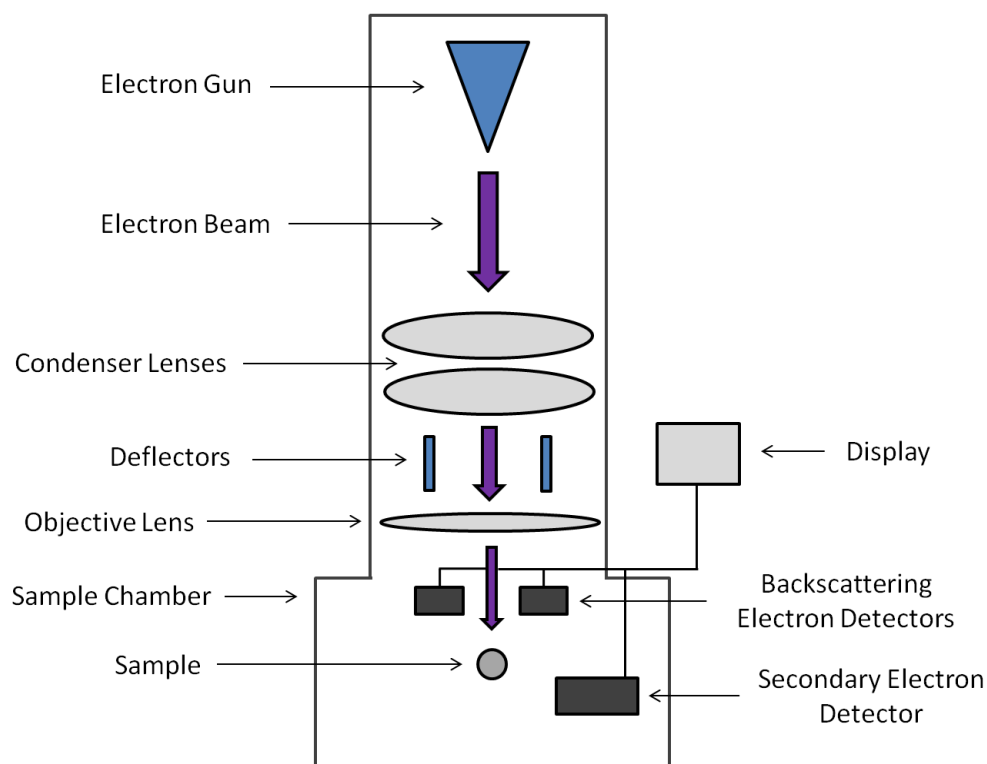 Electron Gun
Electron Beam
Condenser Lenses
Deflectors
Display
Objective Lens
Sample Chamber
Backscattering
Electron Detectors
Sample
Secondary Electron
Detector